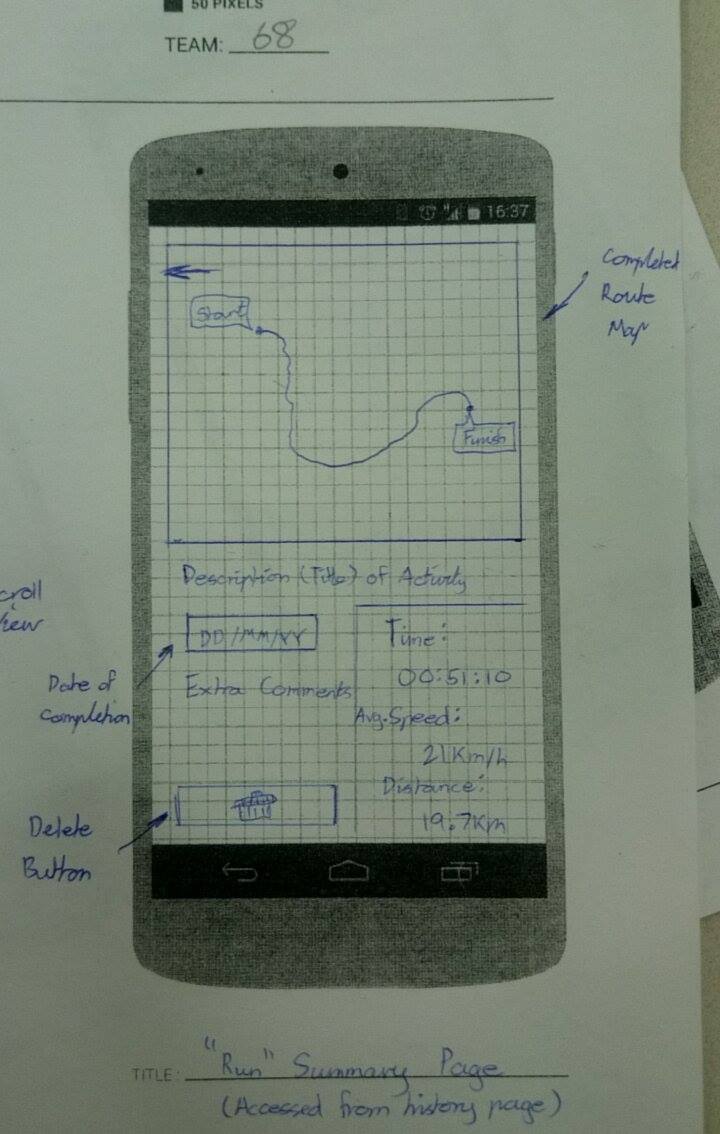 50 PIXELS
TEAM: 68
16:37
Completed
Route
Map
Start
Finish
Description (Title) of Activity
croll
iew
DD/MM/YY
Time:
00:51:10
Date of
Completion
Extra Comments
Avg.Speed:
21Km/h
Distance:
19.7Km
Delete
Button
TITLE: "Run" Summary Page
(Accessed from history page)